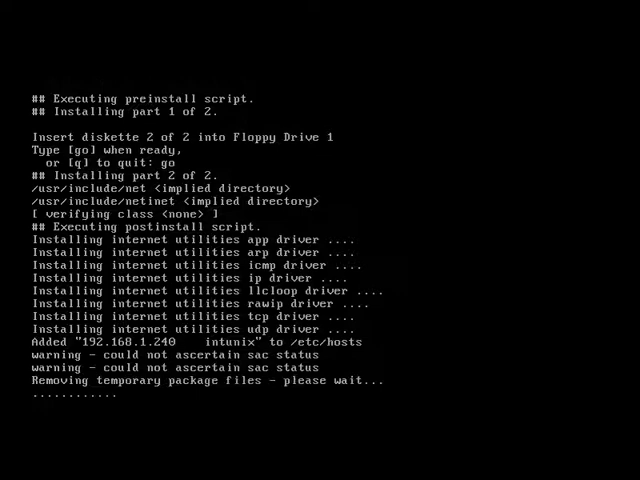 ## Executing preinstall script.
## Installing part 1 of 2.
Insert diskette 2 of 2 into Floppy Drive 1
Type [go] when ready,
or [q] to quit: go
## Installing part 2 of 2.
/usr/include/net <implied directory>
/usr/include/netinet <implied directory>
[ verifying class <none> ]
## Executing postinstall script.
Installing internet utilities app driver ....
Installing internet utilities arp driver ....
Installing internet utilities icmp driver ....
Installing internet utilities ip driver ....
Installing internet utilities llcloop driver ....
Installing internet utilities rawip driver ....
Installing internet utilities tcp driver ....
Installing internet utilities udp driver ....
Added "192.168.1.240    intunix" to /etc/hosts
warning - could not ascertain sac status
warning - could not ascertain sac status
Removing temporary package files - please wait...
............